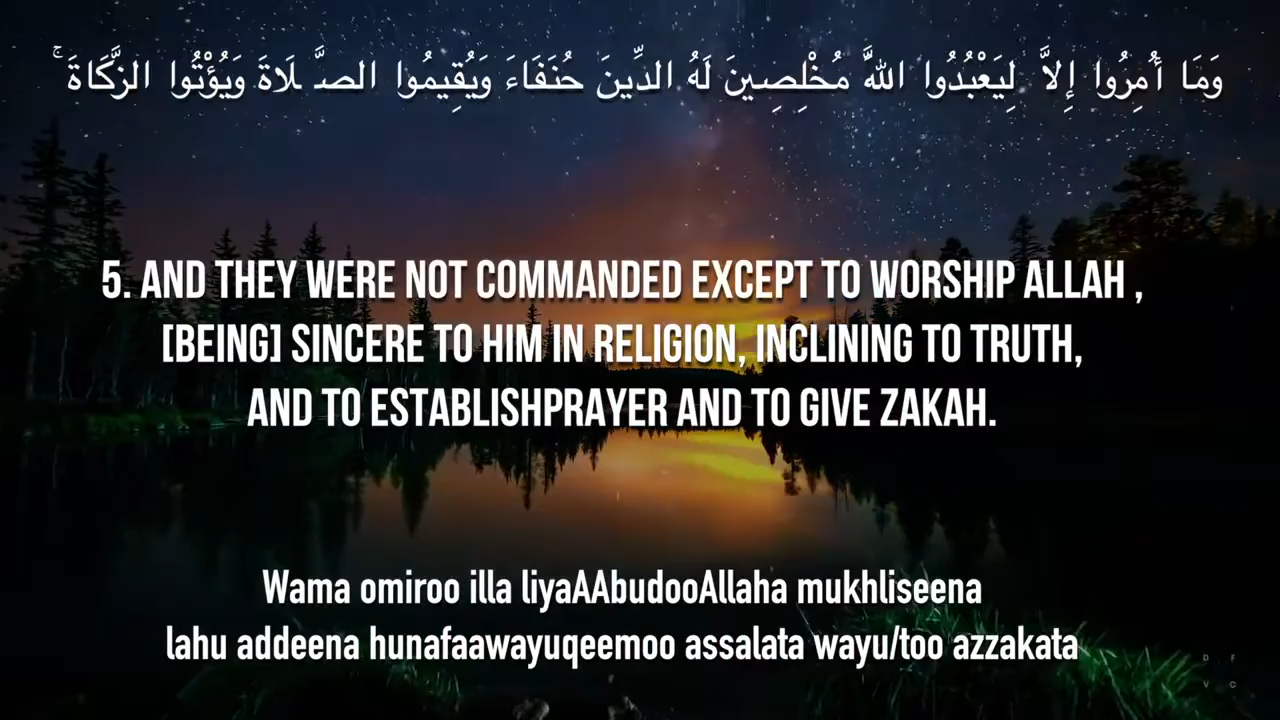 وَمَا أُمِرُوا إِلاَّ لِيَعْبُدُوا اللهَّ مُخْلِصِينَ لَهُ الدِّينَ حُنَفَاءَ وَيُقِيمُوا الصَّلَاةَ وَيُؤْتُوا الزَّكَاةَ ۚ
5. AND THEY WERE NOT COMMANDED EXCEPT TO WORSHIP ALLAH ,
[BEING] SINCERE TO HIM IN RELIGION, INCLINING TO TRUTH,
AND TO ESTABLISHPRAYER AND TO GIVE ZAKAH.
Wama omiroo illa liyaAAbudooAllaha mukhliseena
lahu addeena hunafaawayuqeemoo assalata wayu/too azzakata
D F
V C